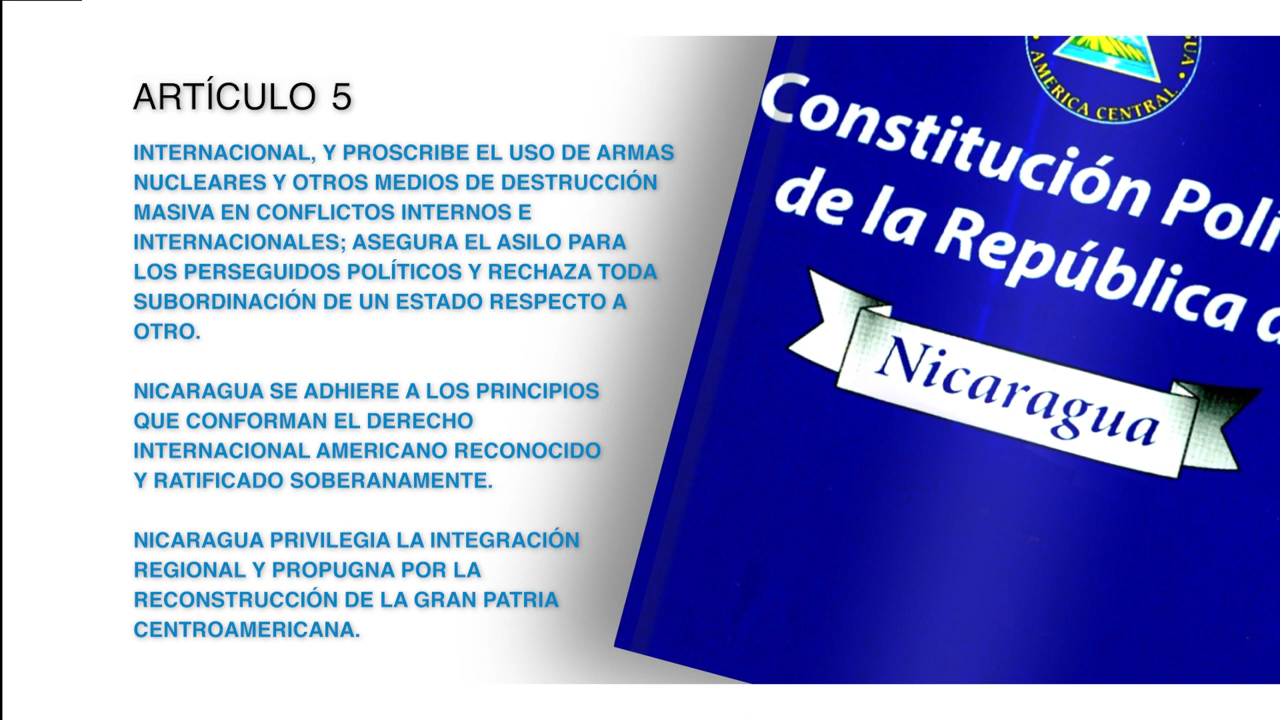 ARTÍCULO 5
INTERNACIONAL, Y PROSCRIBE EL USO DE ARMAS
NUCLEARES Y OTROS MEDIOS DE DESTRUCCIÓN
MASIVA EN CONFLICTOS INTERNOS E
INTERNACIONALES; ASEGURA EL ASILO PARA
LOS PERSEGUIDOS POLÍTICOS Y RECHAZA TODA
SUBORDINACIÓN DE UN ESTADO RESPECTO A
OTRO.
NICARAGUA SE ADHIERE A LOS PRINCIPIOS
QUE CONFORMAN EL DERECHO
INTERNACIONAL AMERICANO RECONOCIDO
Y RATIFICADO SOBERANAMENTE.
NICARAGUA PRIVILEGIA LA INTEGRACIÓN
REGIONAL Y PROPUGNA POR LA
RECONSTRUCCIÓN DE LA GRAN PATRIA
CENTROAMERICANA.
GUA • AMERICA CENTRAL •
Constitución Polí
de la República d
Nicaragua